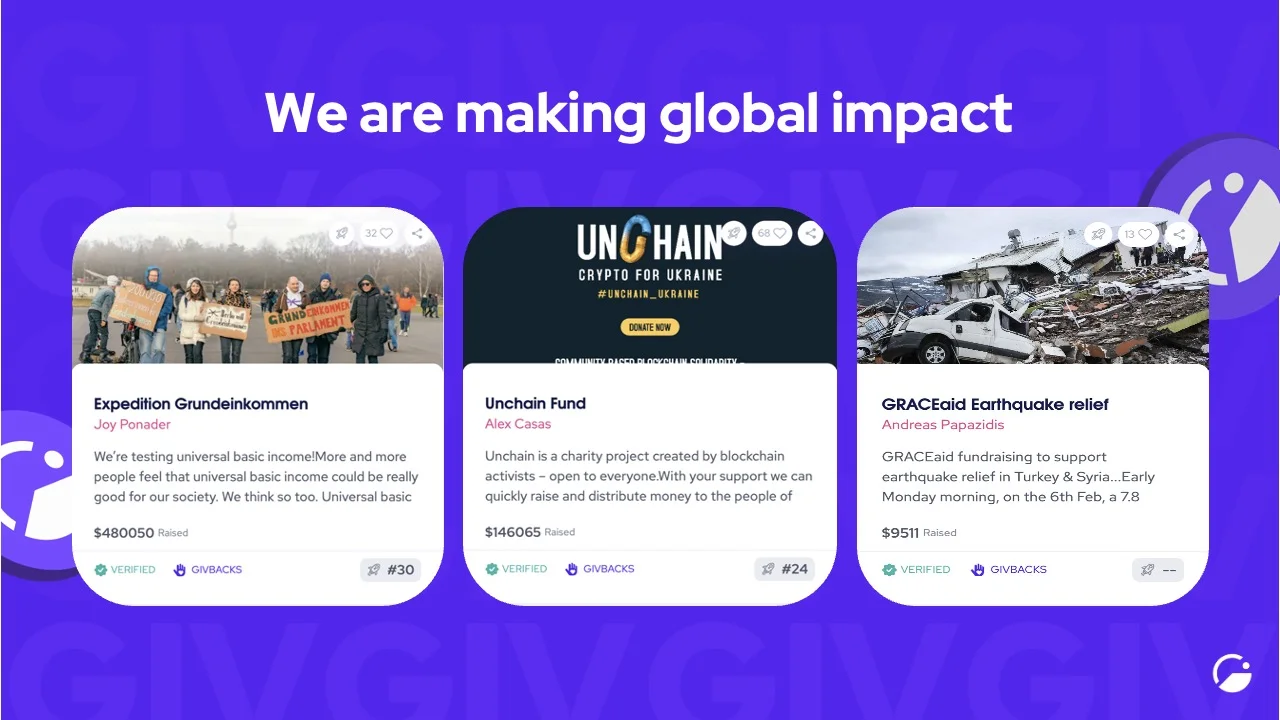 We are making global impact
32
68
13
UNCHAIN
CRYPTO FOR UKRAINE
#UNCHAIN_UKRAINE
DONATE NOW
COMMUNITY BASED BLOCKCHAIN SOLIDARITY –
GRUNDEINKOMMEN
INS PARLAMENT
Expedition Grundeinkommen
Joy Ponader
We’re testing universal basic income!More and more
people feel that universal basic income could be really
good for our society. We think so too. Universal basic
$480050 Raised
VERIFIED GIVBACKS #30
Unchain Fund
Alex Casas
Unchain is a charity project created by blockchain
activists – open to everyone.With your support we can
quickly raise and distribute money to the people of
$146065 Raised
VERIFIED GIVBACKS #24
GRACEaid Earthquake relief
Andreas Papazidis
GRACEaid fundraising to support
earthquake relief in Turkey & Syria...Early
Monday morning, on the 6th Feb, a 7.8
$9511 Raised
VERIFIED GIVBACKS --
GIVGIVGIVGIV